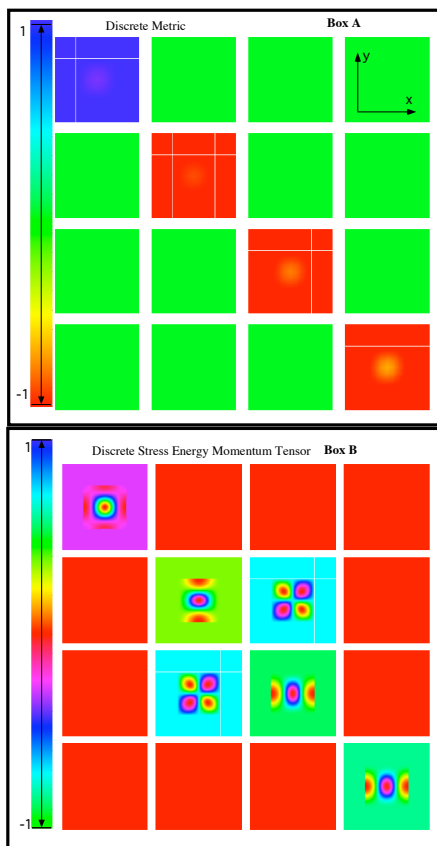 1
Discrete Metric
Box A
y
x
-1
1
Discrete Stress Energy Momentum Tensor
Box B
-1